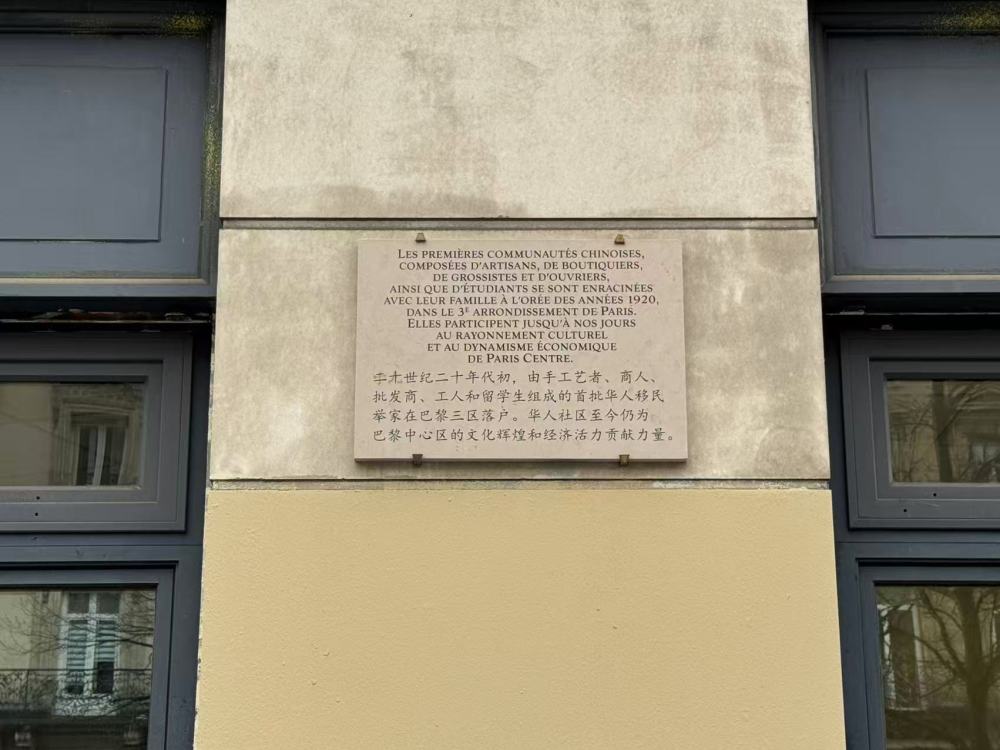 LES PREMIÈRES COMMUNAUTÉS CHINOISES,
COMPOSÉES D'ARTISANS, DE BOUTIQUIERS,
DE GROSSISTES ET D'OUVRIERS,
AINSI QUE D'ÉTUDIANTS SE SONT ENRACINÉES
AVEC LEUR FAMILLE À L'ORÉE DES ANNÉES 1920,
DANS LE 3E ARRONDISSEMENT DE PARIS.
ELLES PARTICIPENT JUSQU'À NOS JOURS
AU RAYONNEMENT CULTUREL
ET AU DYNAMISME ÉCONOMIQUE
DE PARIS CENTRE.
世纪二十年代初，由手工艺者、商人、
批发商、工人和留学生组成的首批华人移民
举家在巴黎三区落户。华人社区至今仍为
巴黎中心区的文化辉煌和经济活力贡献力量。